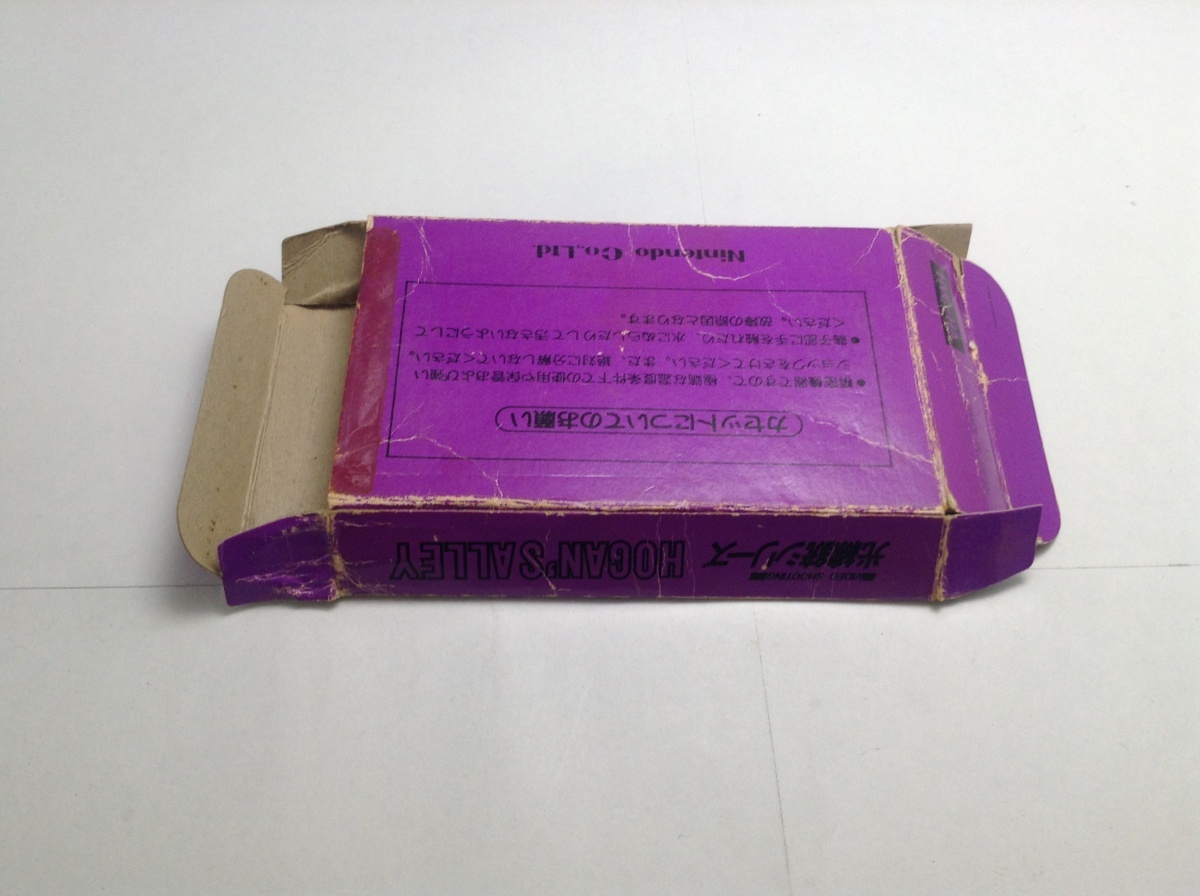 カセットについてのお願い
●精密機器ですので、極端な温度条件下での使用や保管および強い
ショックをさけてください。また、絶対に分解しないでください。
●端子部に手を触れたり、水にぬらしたりして汚さないようにして
ください。故障の原因となります。
Nintendo Co.,Ltd.
VIDEO SHOOTING
光線銃シリーズ
HOGAN'S ALLEY